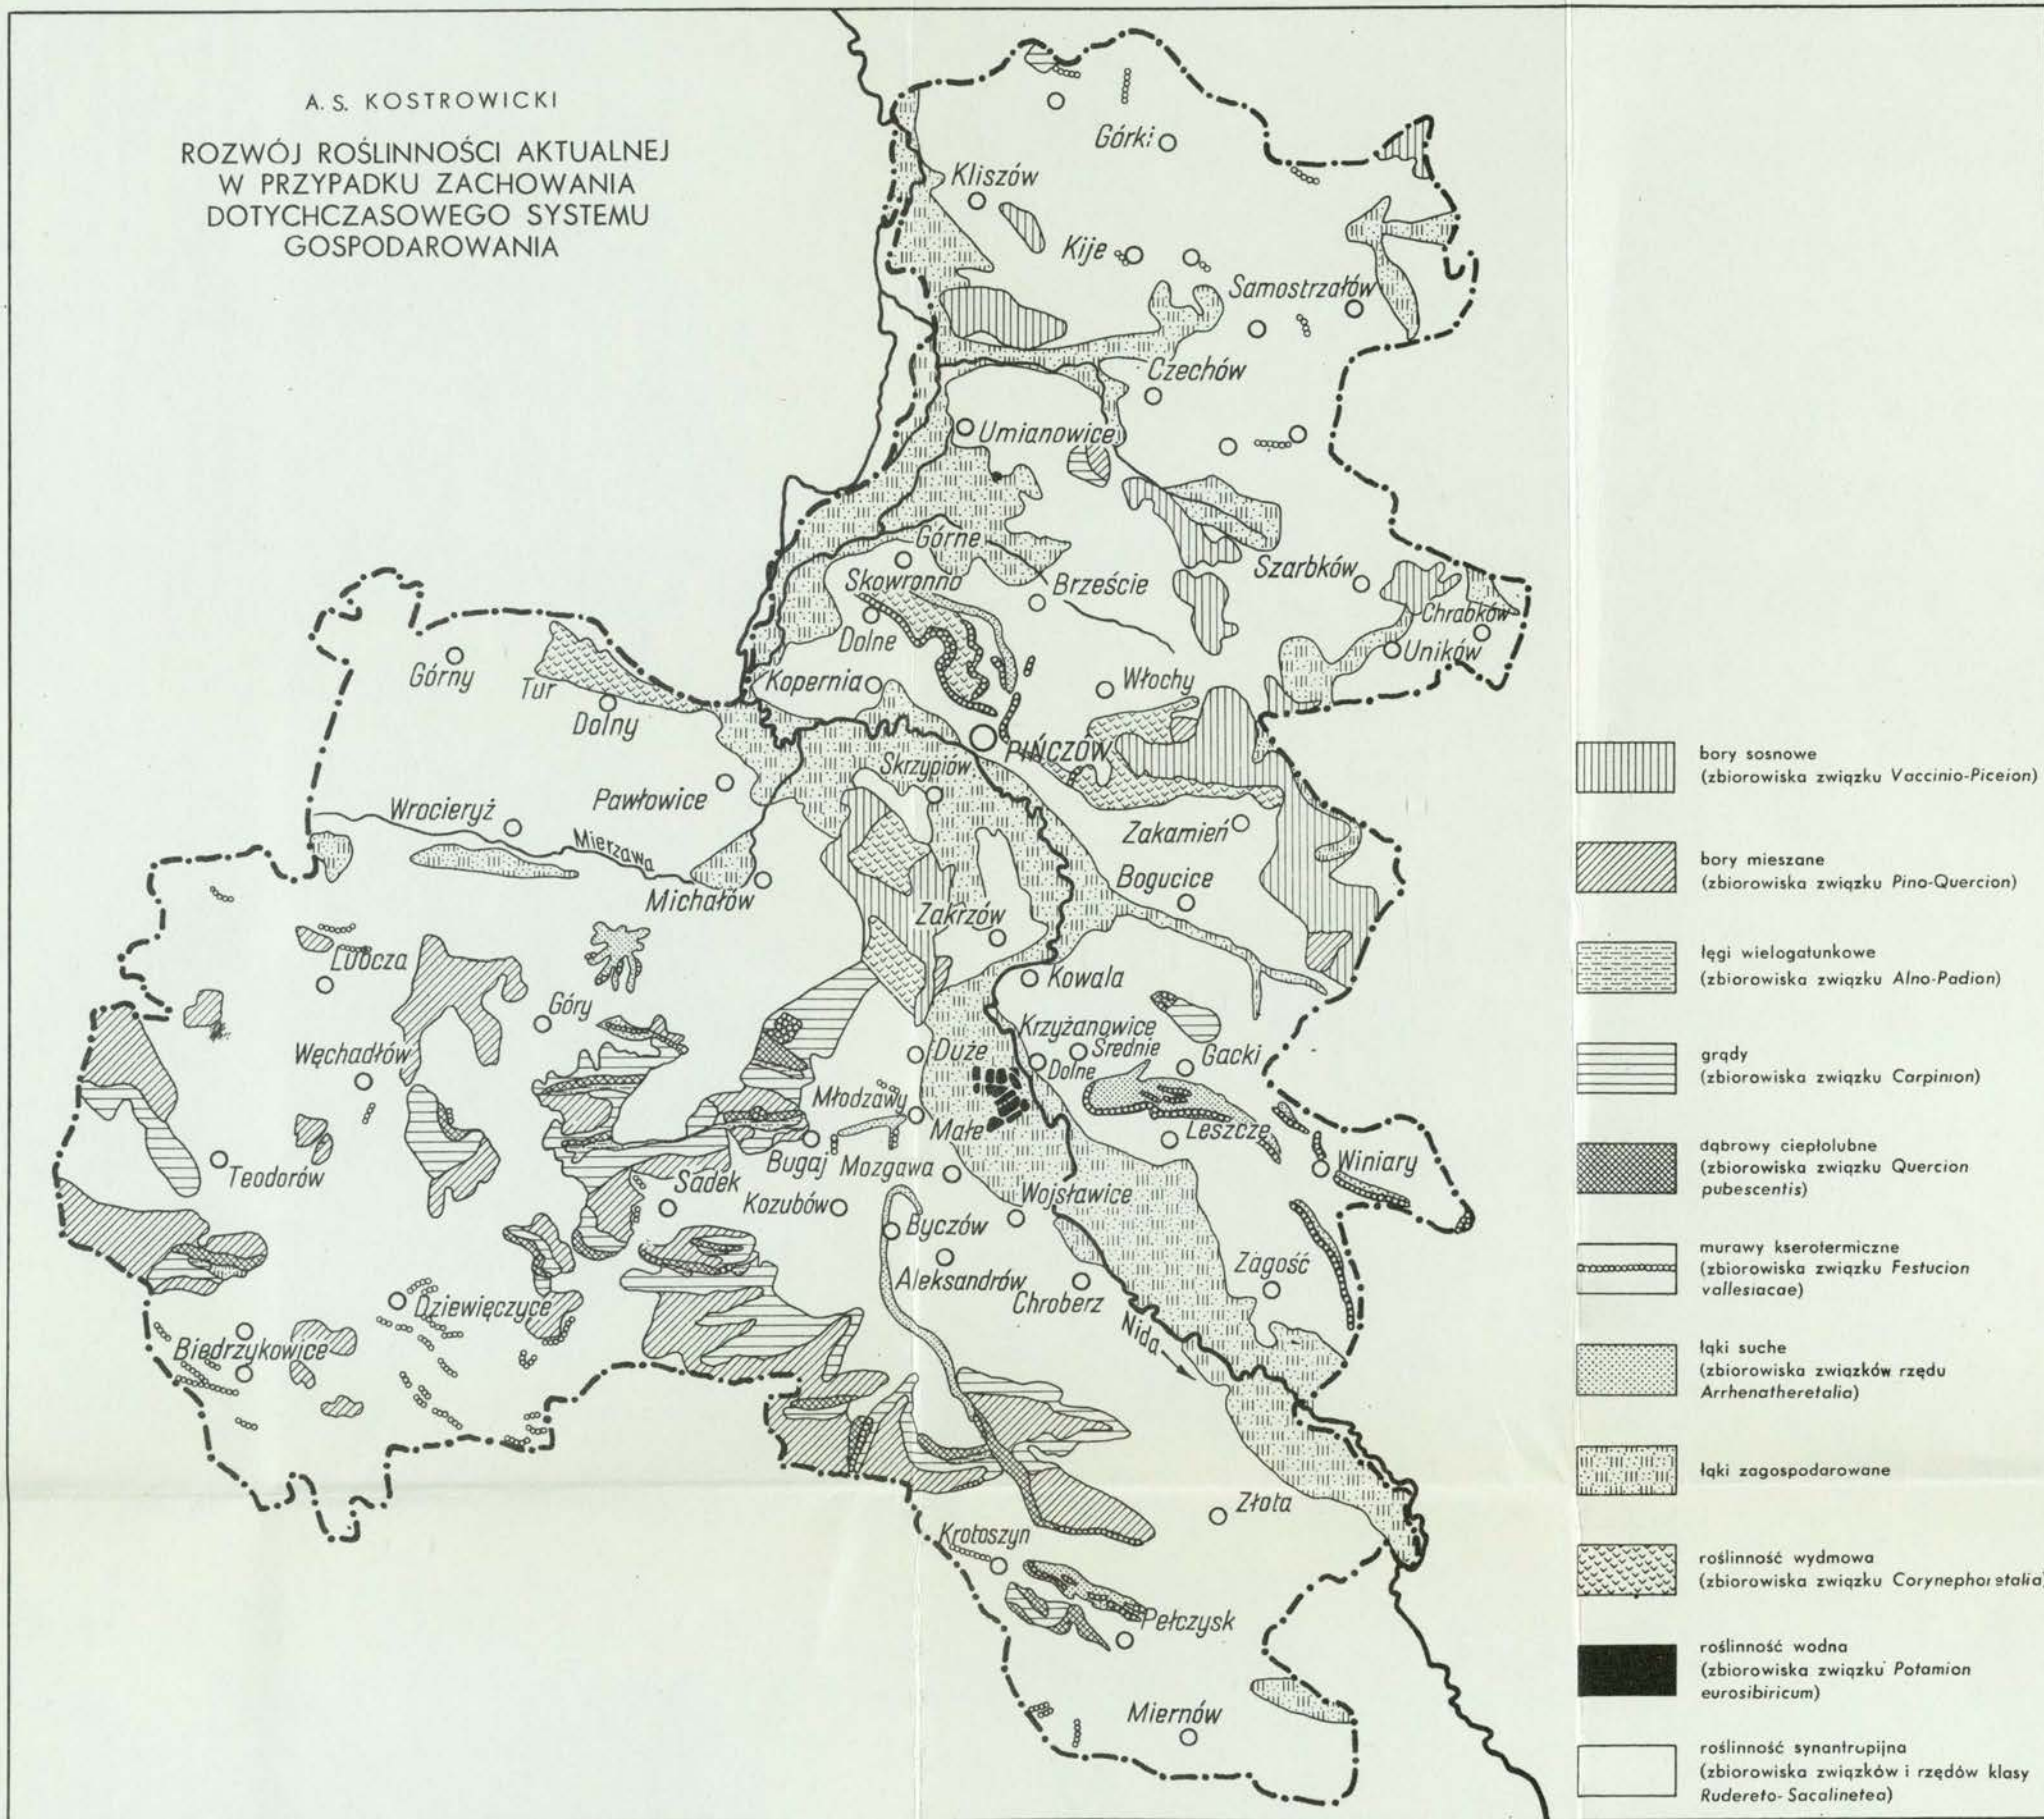 A. S. KOSTROWICKI
ROZWÓJ ROŚLINNOŚCI AKTUALNEJ
W PRZYPADKU ZACHOWANIA
DOTYCHCZASOWEGO SYSTEMU
GOSPODAROWANIA
Górki
Kliszów
Kije
Samostrzałów
Czechów
Umianowice
Górne
Skowronno
Dolne
Brzeście
Szarbków
Chrabków
Uników
Górny
Tur
Dolny
Kopernia
Włochy
PIŃCZÓW
Skrzypiów
Pawłowice
Wrocieryż
Mierzawa
Michałów
Zakamień
Bogucice
Zakrzów
Lubcza
Kowala
Góry
Krzyżanowice
Średnie
Dolne
Gacki
Węchadłów
Duże
Młodzawy
Małe
Leszcze
Winiary
Teodorów
Bugaj
Mozgawa
Sadek
Kozubów
Wojsławice
Byczów
Aleksandrów
Zagość
Chroberz
Dziewięczyce
Nida
Biedrzykowice
Złota
Krotoszyn
Pełczysk
Miernów
bory sosnowe
(zbiorowiska związku Vaccinio-Piceion)
bory mieszane
(zbiorowiska związku Pino-Quercion)
łęgi wielogatunkowe
(zbiorowiska związku Alno-Padion)
grądy
(zbiorowiska związku Carpinion)
dąbrowy ciepłolubne
(zbiorowiska związku Quercion
pubescentis)
murawy kserotermiczne
(zbiorowiska związku Festucion
vallesiacae)
łąki suche
(zbiorowiska związków rzędu
Arrhenatheretalia)
łąki zagospodarowane
roślinność wydmowa
(zbiorowiska związku Corynephoretalia)
roślinność wodna
(zbiorowiska związku Potamion
eurosibiricum)
roślinność synantrupijna
(zbiorowiska związków i rzędów klasy
Rudereto-Sacalinetea)